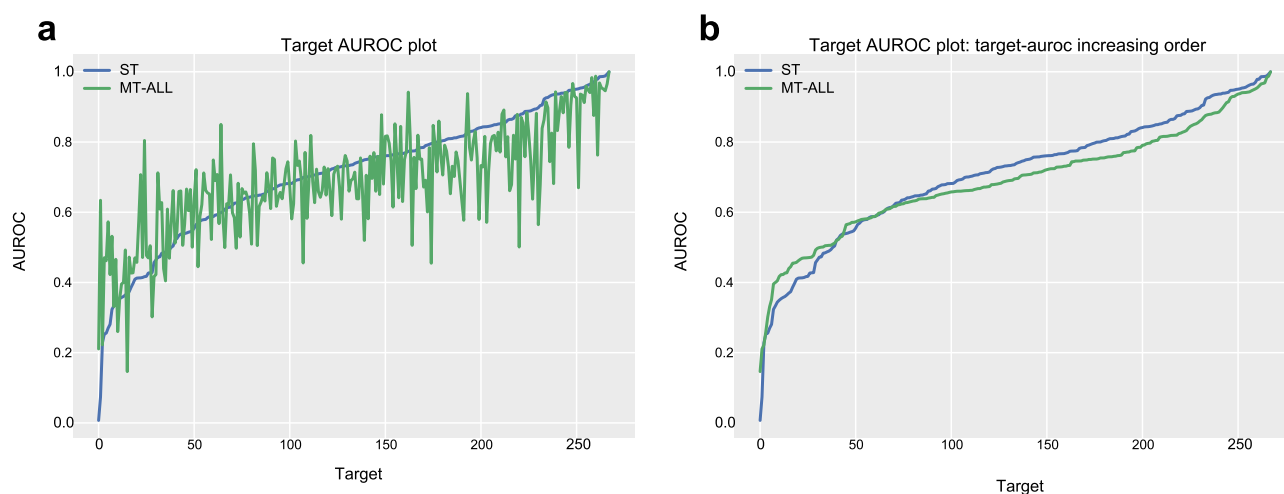 a
Target AUROC plot
ST
MT-ALL
1.0
0.8
0.6
0.4
0.2
0.0
AUROC
0 50 100 150 200 250
Target
b
Target AUROC plot: target-auroc increasing order
ST
MT-ALL
1.0
0.8
0.6
0.4
0.2
0.0
AUROC
0 50 100 150 200 250
Target